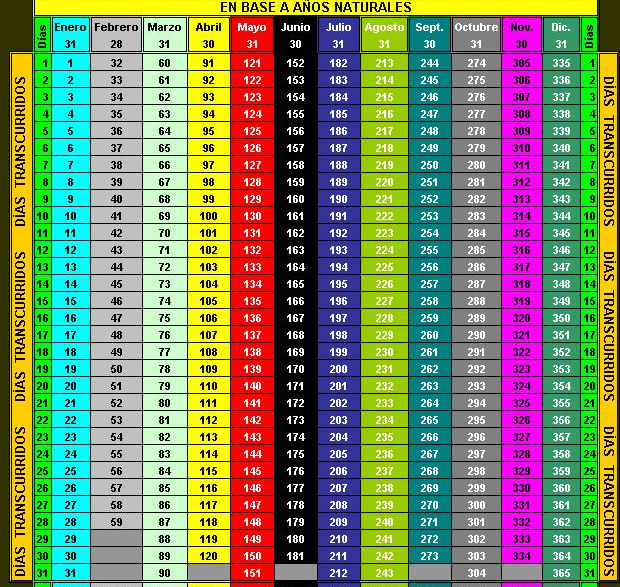 EN BASE A AÑOS NATURALES
Días Enero Febrero Marzo Abril Mayo Junio Julio Agosto Sept. Octubre Nov. Dic. Días
31 28 31 30 31 30 31 31 30 31 30 31
1 1 32 60 91 121 152 182 213 244 274 305 335 1
2 2 33 61 92 122 153 183 214 245 275 306 336 2
3 3 34 62 93 123 154 184 215 246 276 307 337 3
4 4 35 63 94 124 155 185 216 247 277 308 338 4
5 5 36 64 95 125 156 186 217 248 278 309 339 5
6 6 37 65 96 126 157 187 218 249 279 310 340 6
7 7 38 66 97 127 158 188 219 250 280 311 341 7
8 8 39 67 98 128 159 189 220 251 281 312 342 8
9 9 40 68 99 129 160 190 221 252 282 313 343 9
10 10 41 69 100 130 161 191 222 253 283 314 344 10
11 11 42 70 101 131 162 192 223 254 284 315 345 11
12 12 43 71 102 132 163 193 224 255 285 316 346 12
13 13 44 72 103 133 164 194 225 256 286 317 347 13
14 14 45 73 104 134 165 195 226 257 287 318 348 14
15 15 46 74 105 135 166 196 227 258 288 319 349 15
16 16 47 75 106 136 167 197 228 259 289 320 350 16
17 17 48 76 107 137 168 198 229 260 290 321 351 17
18 18 49 77 108 138 169 199 230 261 291 322 352 18
19 19 50 78 109 139 170 200 231 262 292 323 353 19
20 20 51 79 110 140 171 201 232 263 293 324 354 20
21 21 52 80 111 141 172 202 233 264 294 325 355 21
22 22 53 81 112 142 173 203 234 265 295 326 356 22
23 23 54 82 113 143 174 204 235 266 296 327 357 23
24 24 55 83 114 144 175 205 236 267 297 328 358 24
25 25 56 84 115 145 176 206 237 268 298 329 359 25
26 26 57 85 116 146 177 207 238 269 299 330 360 26
27 27 58 86 117 147 178 208 239 270 300 331 361 27
28 28 59 87 118 148 179 209 240 271 301 332 362 28
29 29 88 119 149 180 210 241 272 302 333 363 29
30 30 89 120 150 181 211 242 273 303 334 364 30
31 31 90 151 212 243 304 365 31
DÍAS TRANSCURRIDOS DÍAS TRANSCURRIDOS DÍAS TRANSCURRIDOS
DÍAS TRANSCURRIDOS DÍAS TRANSCURRIDOS DÍAS TRANSCURRIDOS